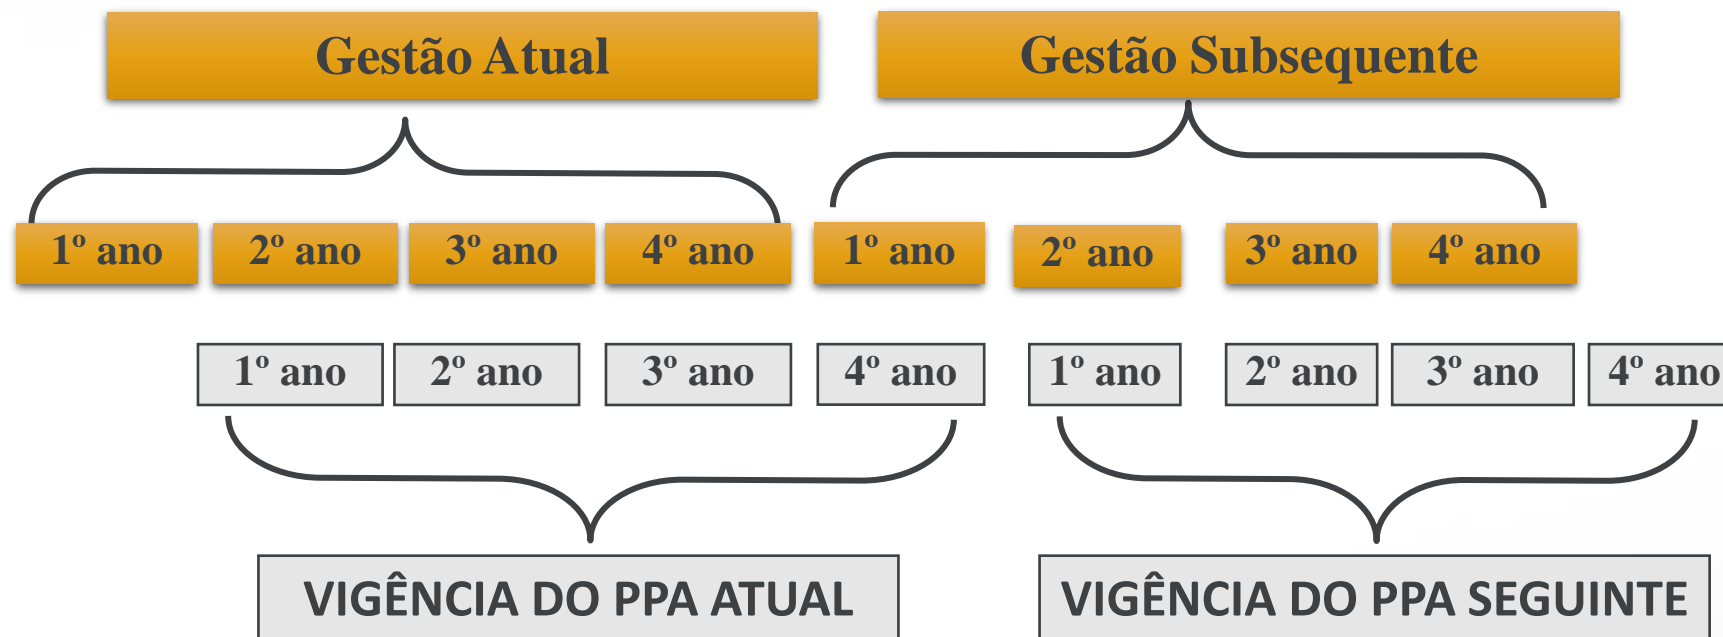 Gestão Atual
Gestão Subsequente
1º ano
2º ano
3º ano
4º ano
1º ano
2º ano
3º ano
4º ano
1º ano
2º ano
3º ano
4º ano
1º ano
2º ano
3º ano
4º ano
VIGÊNCIA DO PPA ATUAL
VIGÊNCIA DO PPA SEGUINTE